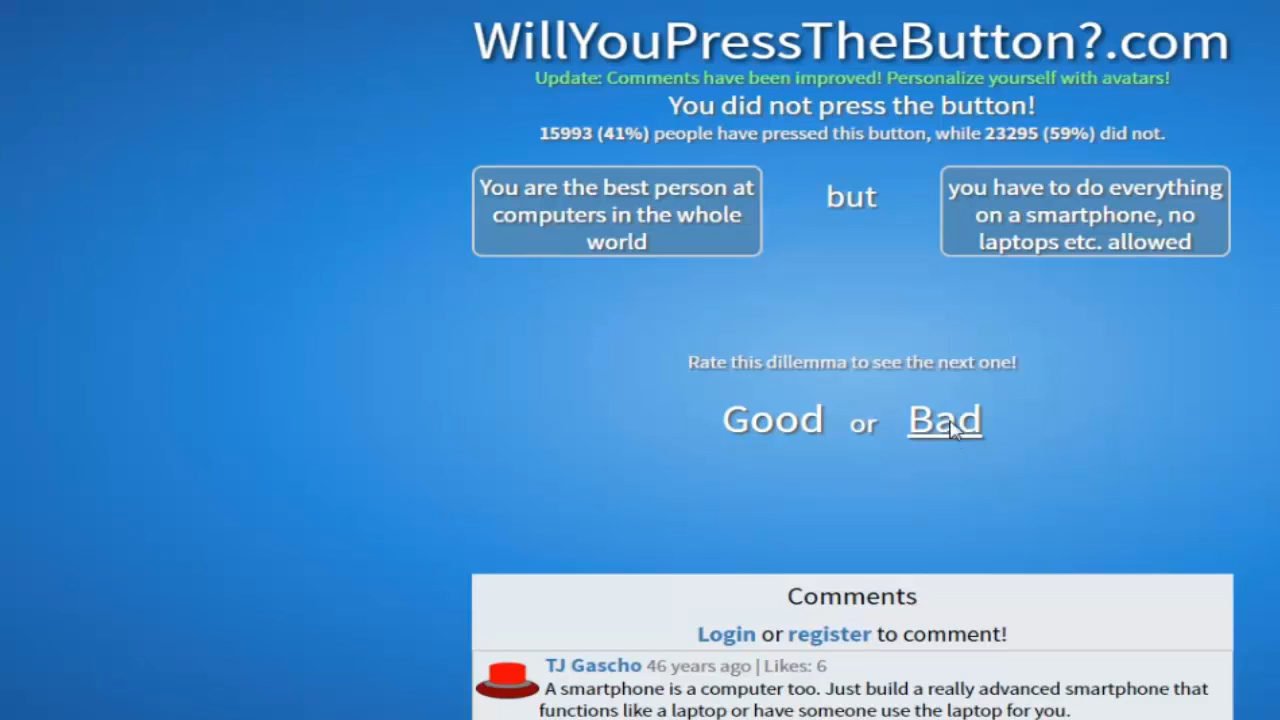 WillYouPressTheButton?.com
Update: Comments have been improved! Personalize yourself with avatars!
You did not press the button!
15993 (41%) people have pressed this button, while 23295 (59%) did not.
You are the best person at
computers in the whole
world
but
you have to do everything
on a smartphone, no
laptops etc. allowed
Rate this dillemma to see the next one!
Good or Bad
Comments
Login or register to comment!
TJ Gascho 46 years ago | Likes: 6
A smartphone is a computer too. Just build a really advanced smartphone that
functions like a laptop or have someone use the laptop for you.